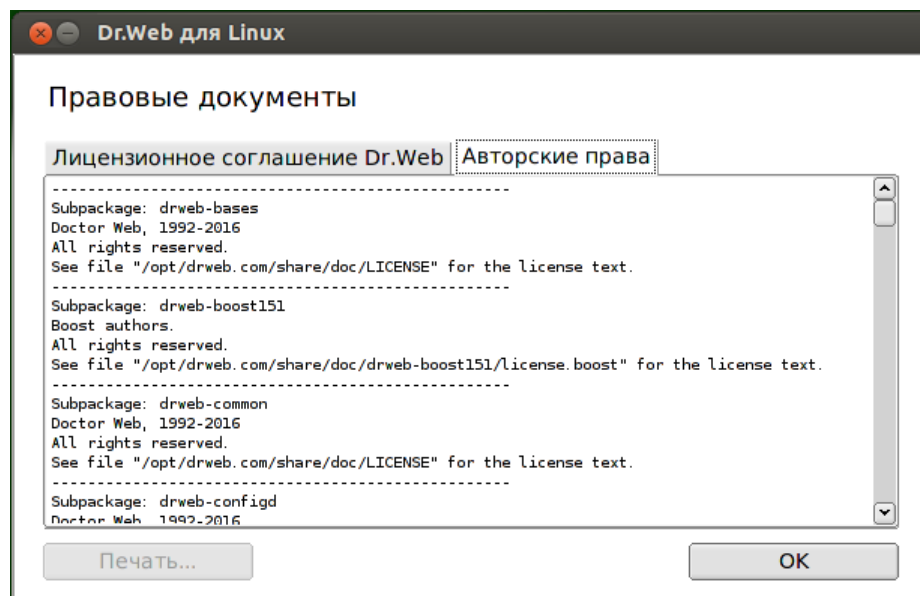 Dr.Web для Linux
Правовые документы
Лицензионное соглашение Dr.Web Авторские права
---------------------------------------------------
Subpackage: drweb-bases
Doctor Web, 1992-2016
All rights reserved.
See file "/opt/drweb.com/share/doc/LICENSE" for the license text.
---------------------------------------------------
Subpackage: drweb-boost151
Boost authors.
All rights reserved.
See file "/opt/drweb.com/share/doc/drweb-boost151/license.boost" for the license text.
---------------------------------------------------
Subpackage: drweb-common
Doctor Web, 1992-2016
All rights reserved.
See file "/opt/drweb.com/share/doc/LICENSE" for the license text.
---------------------------------------------------
Subpackage: drweb-configd
Doctor Web, 1992-2016
Печать... OK